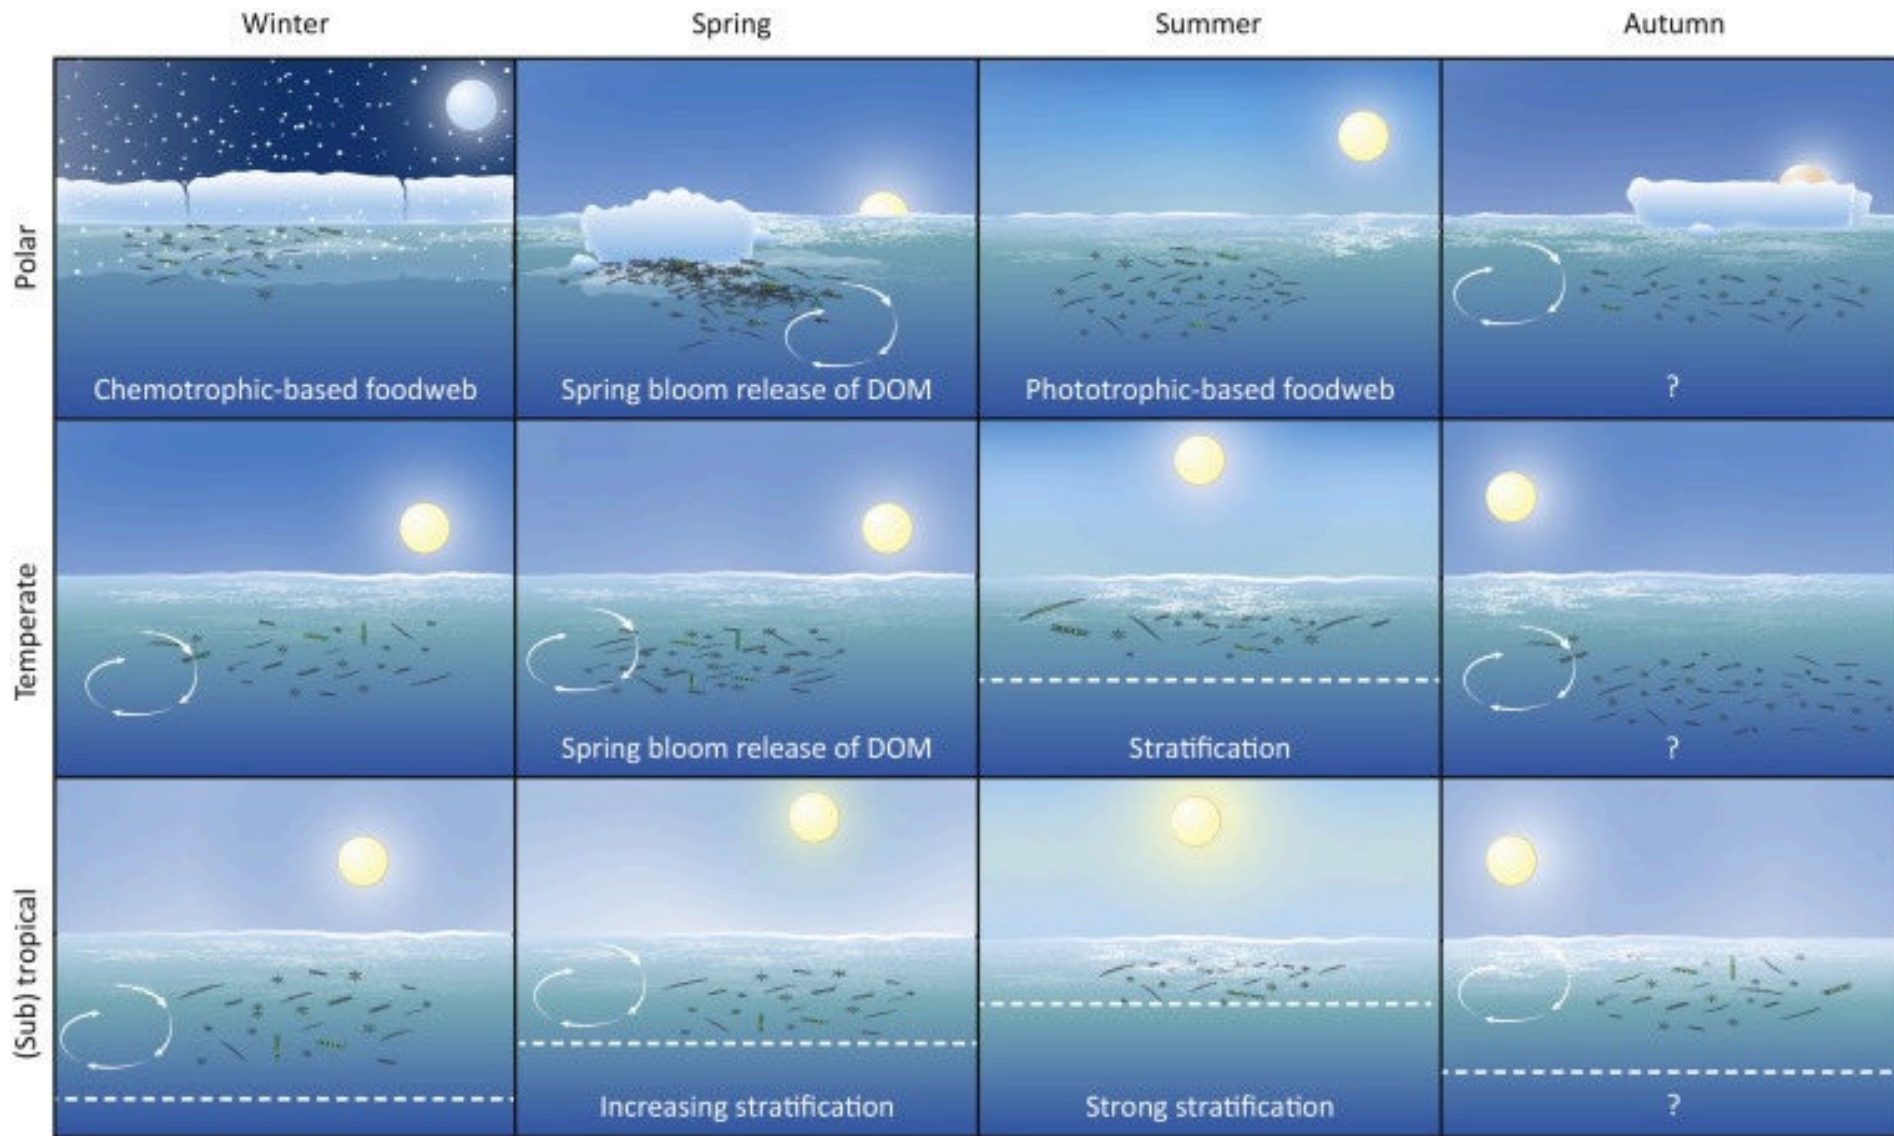 Winter
Spring
Summer
Autumn
Polar
Chemotrophic-based foodweb
Spring bloom release of DOM
Phototrophic-based foodweb
?
Temperate
Spring bloom release of DOM
Stratification
?
(Sub) tropical
Increasing stratification
Strong stratification
?